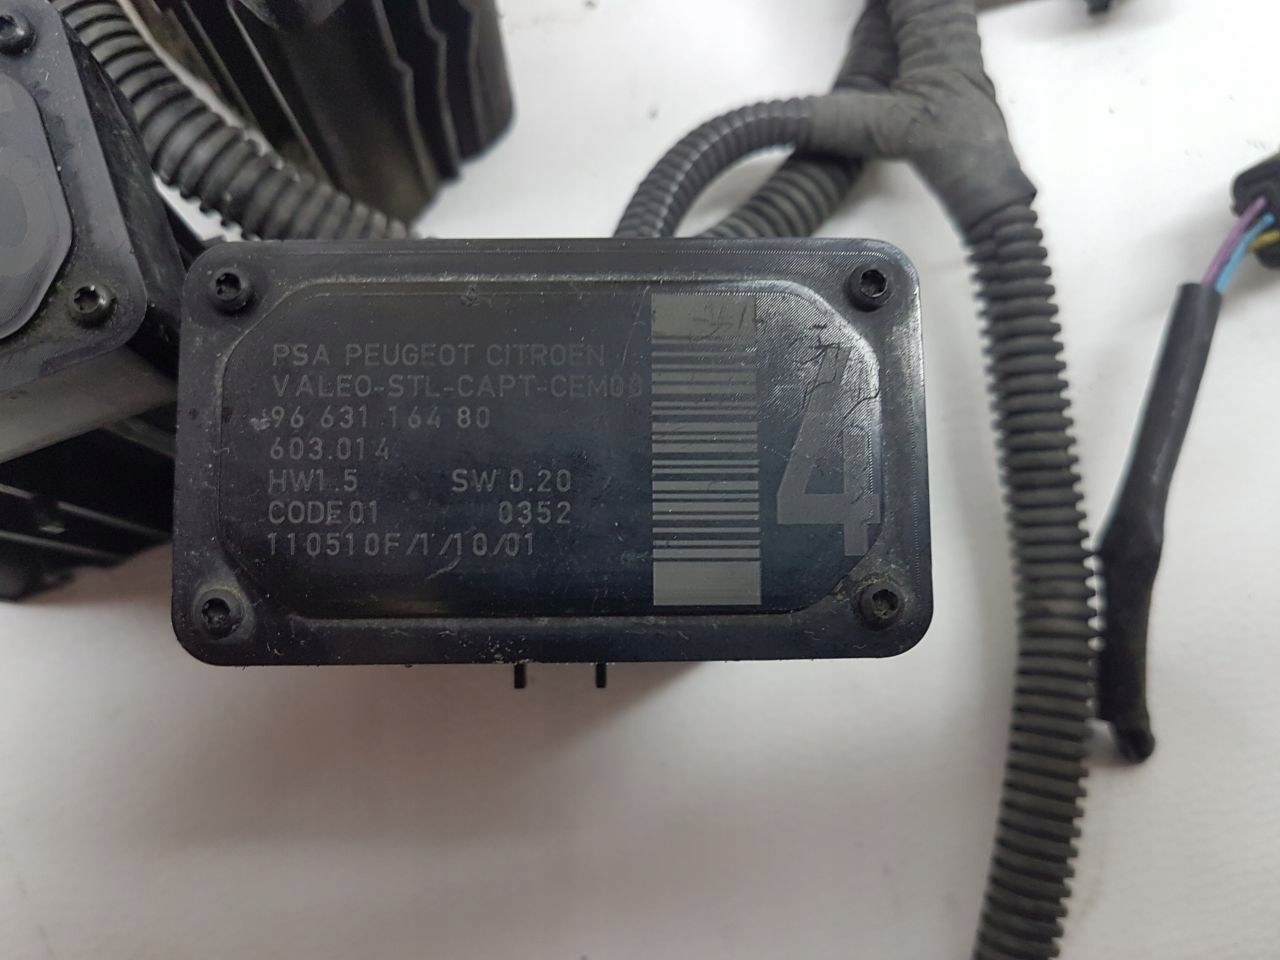 PSA PEUGEOT CITROEN
VALEO-STL-CAPT-CEM00
96 631 164 80
603.014
HW1.5 SW 0.20
CODE 01 0352
110510F/1/10/01
4